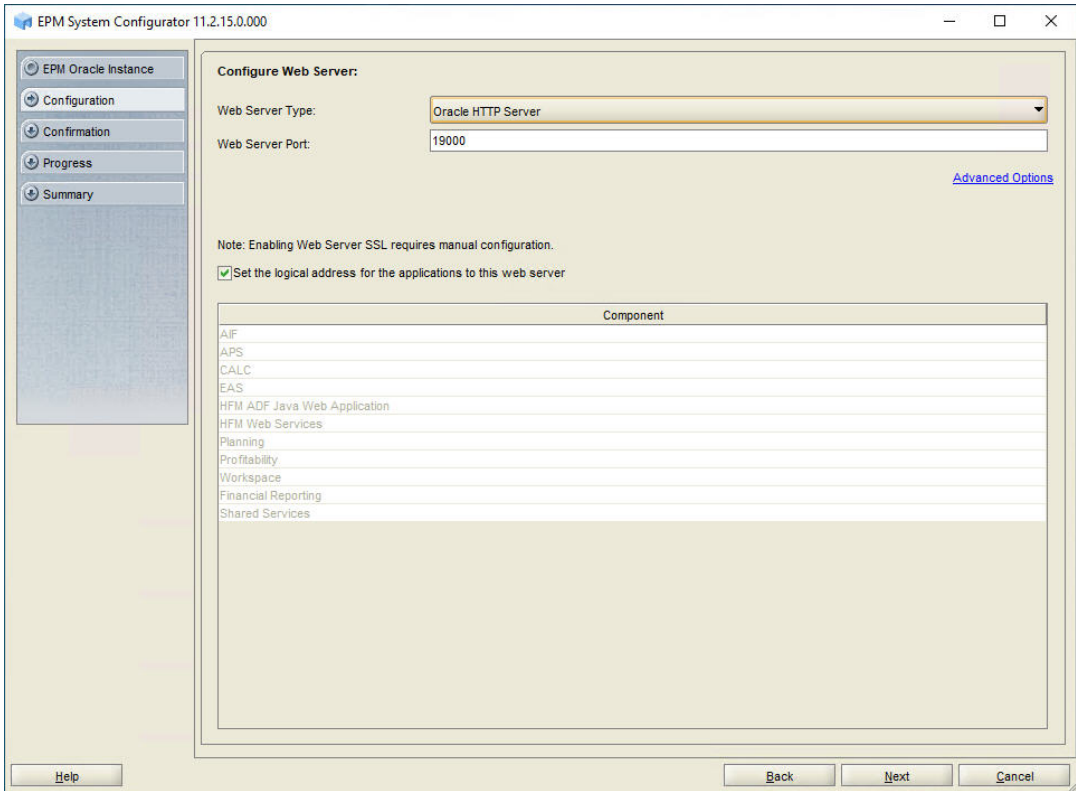 EPM System Configurator 11.2.15.0.000
EPM Oracle Instance
Configuration
Confirmation
Progress
Summary
Configure Web Server:
Web Server Type: Oracle HTTP Server
Web Server Port: 19000
Advanced Options
Note: Enabling Web Server SSL requires manual configuration.
Set the logical address for the applications to this web server
Component
AIF
APS
CALC
EAS
HFM ADF Java Web Application
HFM Web Services
Planning
Profitability
Workspace
Financial Reporting
Shared Services
Help Back Next Cancel